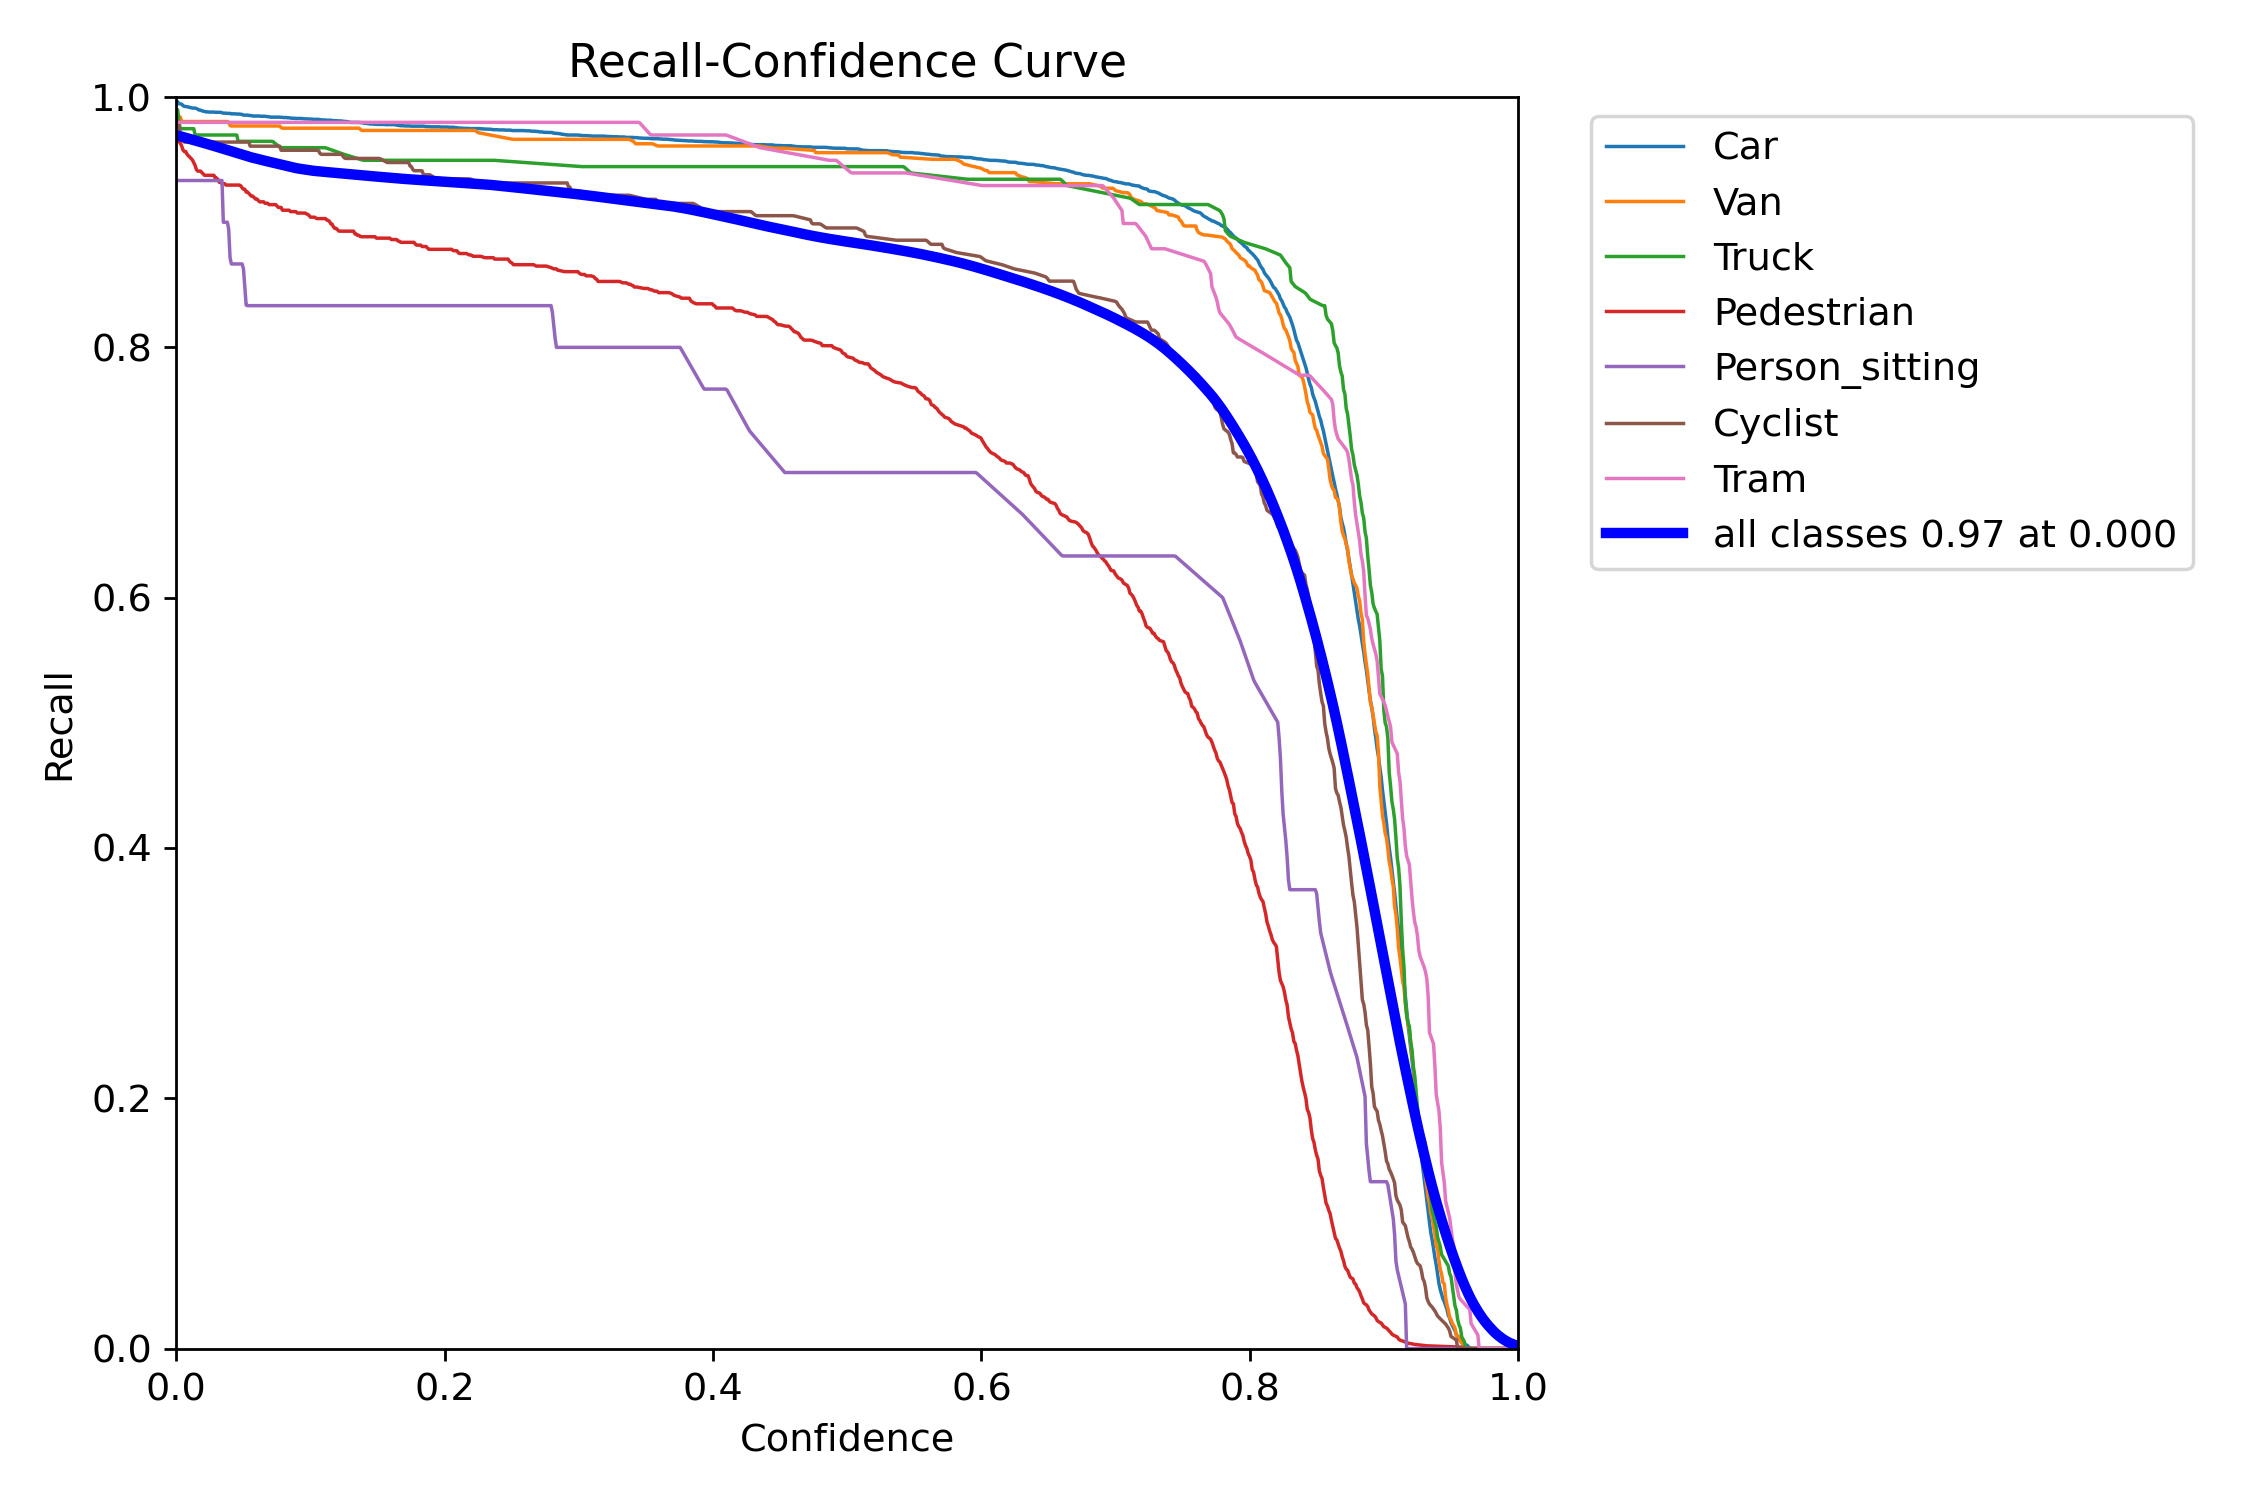 Recall-Confidence Curve
1.0
0.8
0.6
0.4
0.2
0.0
Recall
0.0 0.2 0.4 0.6 0.8 1.0
Confidence
Car
Van
Truck
Pedestrian
Person_sitting
Cyclist
Tram
all classes 0.97 at 0.000